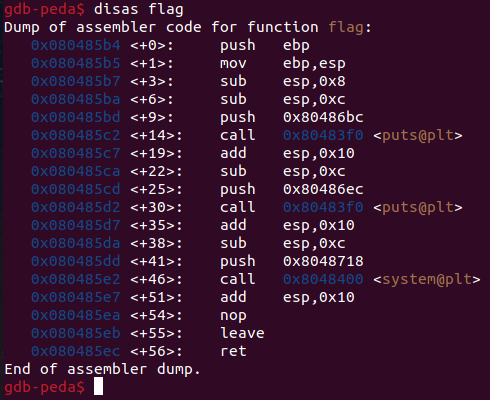 gdb-peda$ disas flag
Dump of assembler code for function flag:
   0x080485b4 <+0>:     push   ebp
   0x080485b5 <+1>:     mov    ebp,esp
   0x080485b7 <+3>:     sub    esp,0x8
   0x080485ba <+6>:     sub    esp,0xc
   0x080485bd <+9>:     push   0x80486bc
   0x080485c2 <+14>:    call   0x80483f0 <puts@plt>
   0x080485c7 <+19>:    add    esp,0x10
   0x080485ca <+22>:    sub    esp,0xc
   0x080485cd <+25>:    push   0x80486ec
   0x080485d2 <+30>:    call   0x80483f0 <puts@plt>
   0x080485d7 <+35>:    add    esp,0x10
   0x080485da <+38>:    sub    esp,0xc
   0x080485dd <+41>:    push   0x8048718
   0x080485e2 <+46>:    call   0x8048400 <system@plt>
   0x080485e7 <+51>:    add    esp,0x10
   0x080485ea <+54>:    nop
   0x080485eb <+55>:    leave
   0x080485ec <+56>:    ret
End of assembler dump.
gdb-peda$